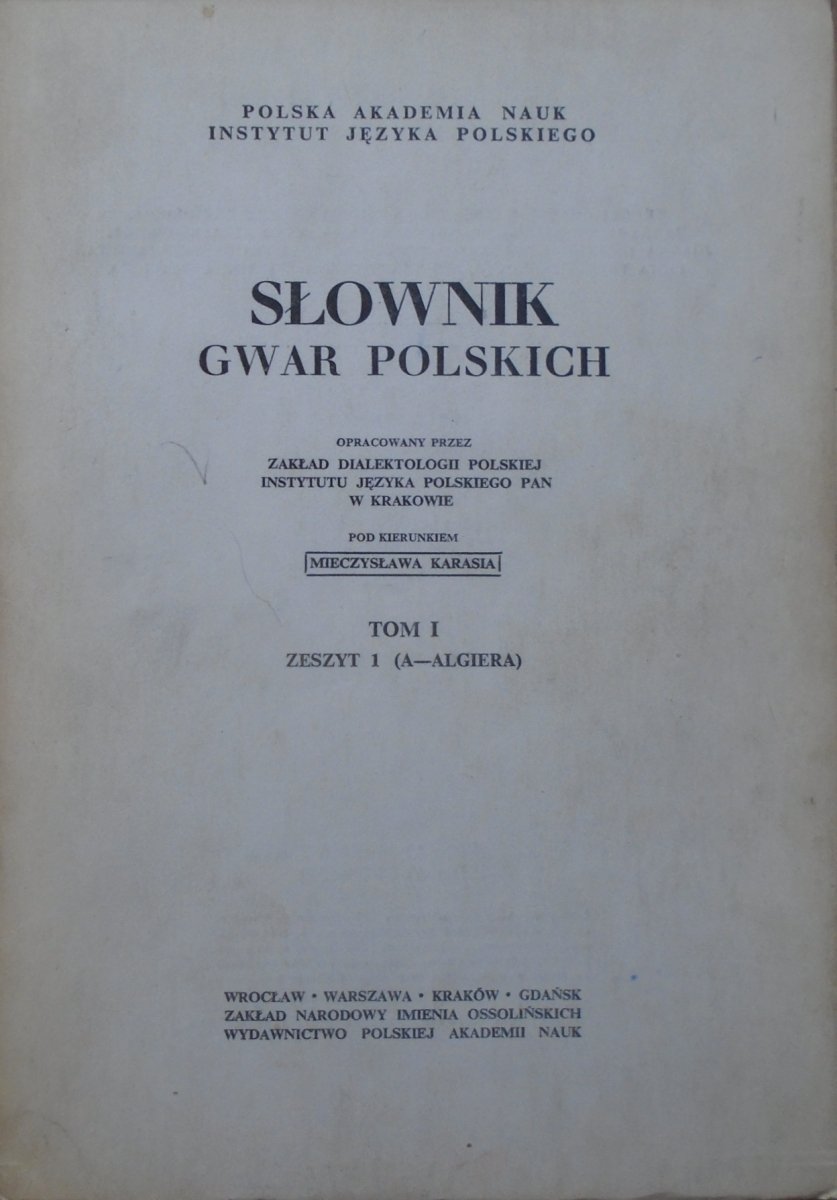 POLSKA AKADEMIA NAUK
INSTYTUT JĘZYKA POLSKIEGO
SŁOWNIK
GWAR POLSKICH
OPRACOWANY PRZEZ
ZAKŁAD DIALEKTOLOGII POLSKIEJ
INSTYTUTU JĘZYKA POLSKIEGO PAN
W KRAKOWIE
POD KIERUNKIEM
MIECZYSŁAWA KARASIA
TOM I
ZESZYT 1 (A—ALGIERA)
WROCŁAW · WARSZAWA · KRAKÓW · GDAŃSK
ZAKŁAD NARODOWY IMIENIA OSSOLIŃSKICH
WYDAWNICTWO POLSKIEJ AKADEMII NAUK